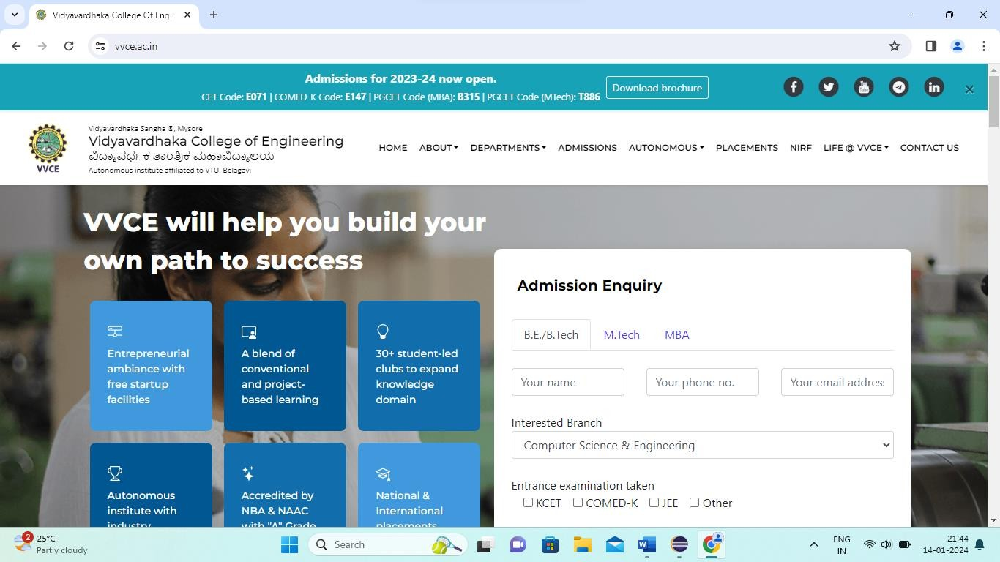 Vidyavardhaka College Of Engin
vvce.ac.in
Admissions for 2023-24 now open.
CET Code: E071 | COMED-K Code: E147 | PGCET Code (MBA): B315 | PGCET Code (MTech): T886
Download brochure
Vidyavardhaka Sangha ®, Mysore
Vidyavardhaka College of Engineering
ವಿದ್ಯಾವರ್ಧಕ ತಾಂತ್ರಿಕ ಮಹಾವಿದ್ಯಾಲಯ
Autonomous institute affiliated to VTU, Belagavi
VVCE
HOME ABOUT DEPARTMENTS ADMISSIONS AUTONOMOUS PLACEMENTS NIRF LIFE @ VVCE CONTACT US
VVCE will help you build your
own path to success
Entrepreneurial
ambiance with
free startup
facilities
A blend of
conventional
and project-
based learning
30+ student-led
clubs to expand
knowledge
domain
Autonomous
institute with
industry
Accredited by
NBA & NAAC
with "A" Grade
National &
International
placements
Admission Enquiry
B.E./B.Tech M.Tech MBA
Your name Your phone no. Your email address
Interested Branch
Computer Science & Engineering
Entrance examination taken
KCET COMED-K JEE Other
2
25°C
Partly cloudy
Search
ENG
IN
21:44
14-01-2024